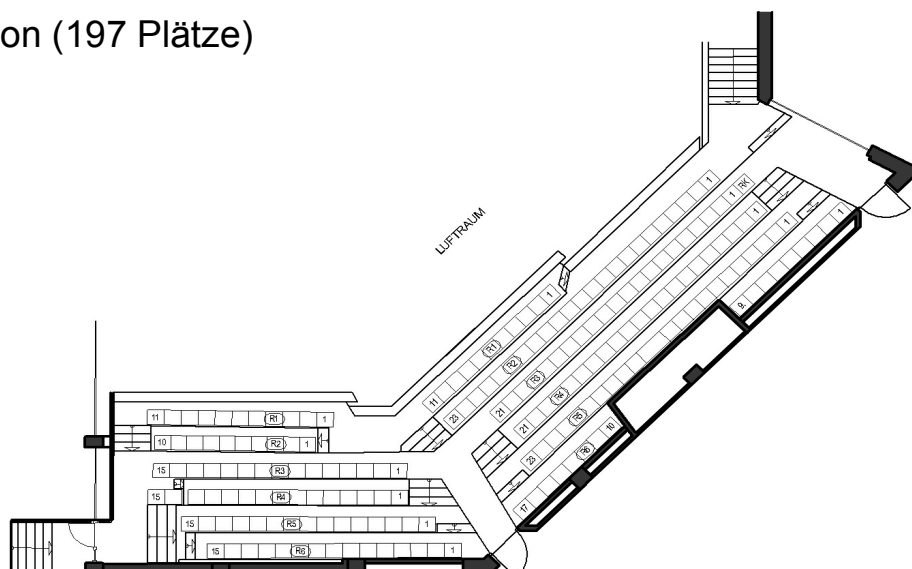 on (197 Plätze)
LUFTRAUM
1
1 RK
1
1
1
1
9
R1
R2
R3
R4
R5
R6
11
23
21
21
23
10
17
11 R1 1
10 R2 1
15 R3 1
15 R4 1
15 R5 1
15 R6 1